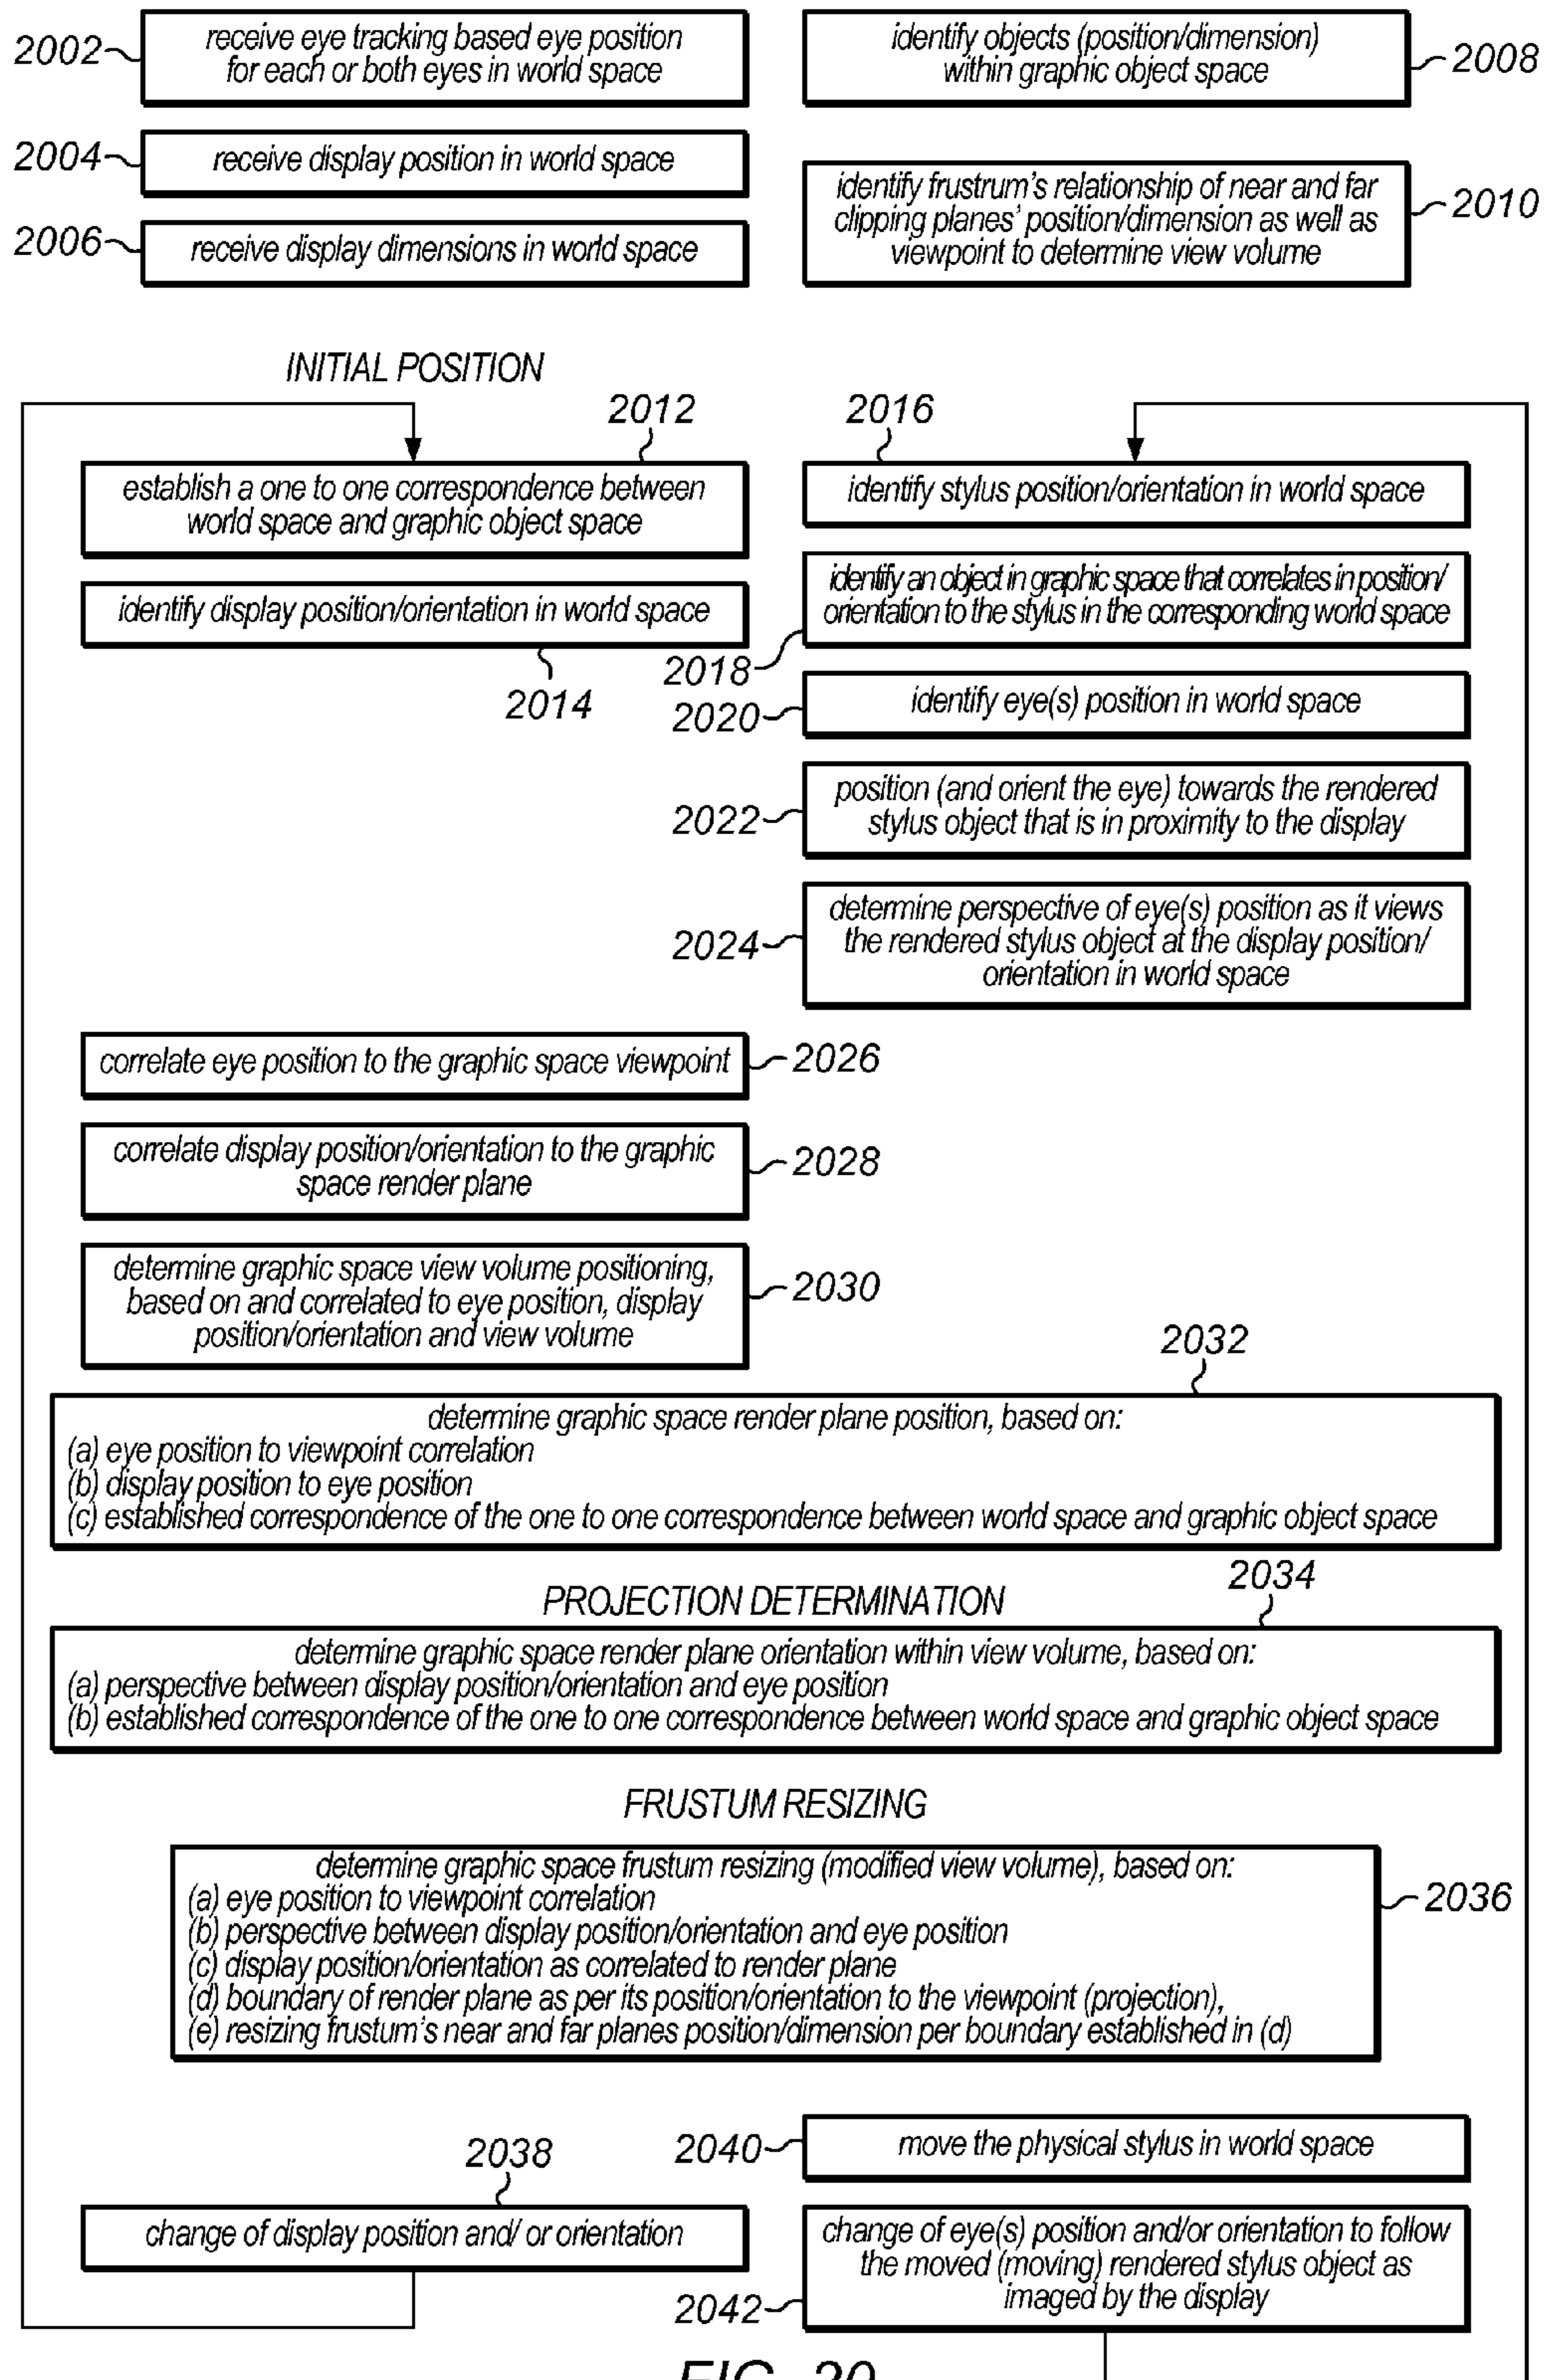 2002
receive eye tracking based eye position
for each or both eyes in world space
identify objects (position/dimension)
within graphic object space
2008
2004
receive display position in world space
identify frustrum's relationship of near and far
clipping planes' position/dimension as well as
viewpoint to determine view volume
2010
2006
receive display dimensions in world space
INITIAL POSITION
2012
establish a one to one correspondence between
world space and graphic object space
identify display position/orientation in world space
2014
2016
identify stylus position/orientation in world space
identify an object in graphic space that correlates in position/
orientation to the stylus in the corresponding world space
2018
2020
identify eye(s) position in world space
2022
position (and orient the eye) towards the rendered
stylus object that is in proximity to the display
2024
determine perspective of eye(s) position as it views
the rendered stylus object at the display position/
orientation in world space
correlate eye position to the graphic space viewpoint
2026
correlate display position/orientation to the graphic
space render plane
2028
determine graphic space view volume positioning,
based on and correlated to eye position, display
position/orientation and view volume
2030
2032
determine graphic space render plane position, based on:
(a) eye position to viewpoint correlation
(b) display position to eye position
(c) established correspondence of the one to one correspondence between world space and graphic object space
PROJECTION DETERMINATION
2034
determine graphic space render plane orientation within view volume, based on:
(a) perspective between display position/orientation and eye position
(b) established correspondence of the one to one correspondence between world space and graphic object space
FRUSTUM RESIZING
determine graphic space frustum resizing (modified view volume), based on:
(a) eye position to viewpoint correlation
(b) perspective between display position/orientation and eye position
(c) display position/orientation as correlated to render plane
(d) boundary of render plane as per its position/orientation to the viewpoint (projection),
(e) resizing frustum's near and far planes position/dimension per boundary established in (d)
2036
2038
change of display position and/ or orientation
2040
move the physical stylus in world space
change of eye(s) position and/or orientation to follow
the moved (moving) rendered stylus object as
imaged by the display
2042
FIG. 20